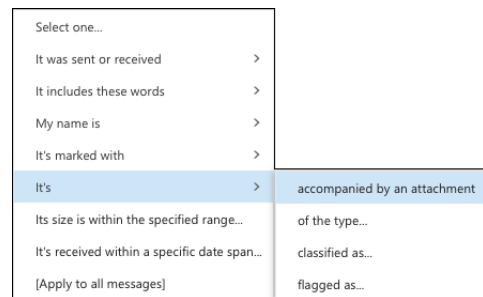 Select one...
It was sent or received
It includes these words
My name is
It's marked with
It's
accompanied by an attachment
Its size is within the specified range...
of the type...
It's received within a specific date span...
classified as...
[Apply to all messages]
flagged as...